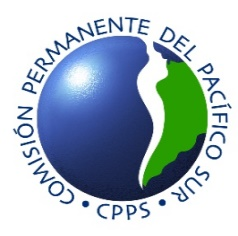 COMISIÓN PERMANENTE DEL PACÍFICO SUR
• CPPS •